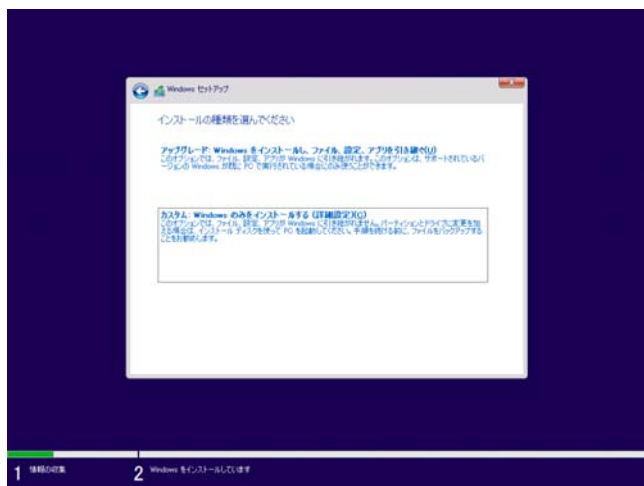 Windows セットアップ
インストールの種類を選んでください
アップグレード: Windows をインストールし、ファイル、設定、アプリを引き継ぐ(U)
このオプションでは、ファイル、設定、アプリが Windows に引き継がれます。このオプションは、サポートされているバ
ージョンの Windows が既に PC で実行されている場合にのみ使うことができます。
カスタム: Windows のみをインストールする (詳細設定)(C)
このオプションでは、ファイル、設定、アプリが Windows に引き継がれません。パーティションとドライブに変更を加
える場合は、インストール ディスクを使って PC を起動してください。手順を続ける前に、ファイルをバックアップする
ことをお勧めします。
1 情報の収集
2 Windows をインストールしています